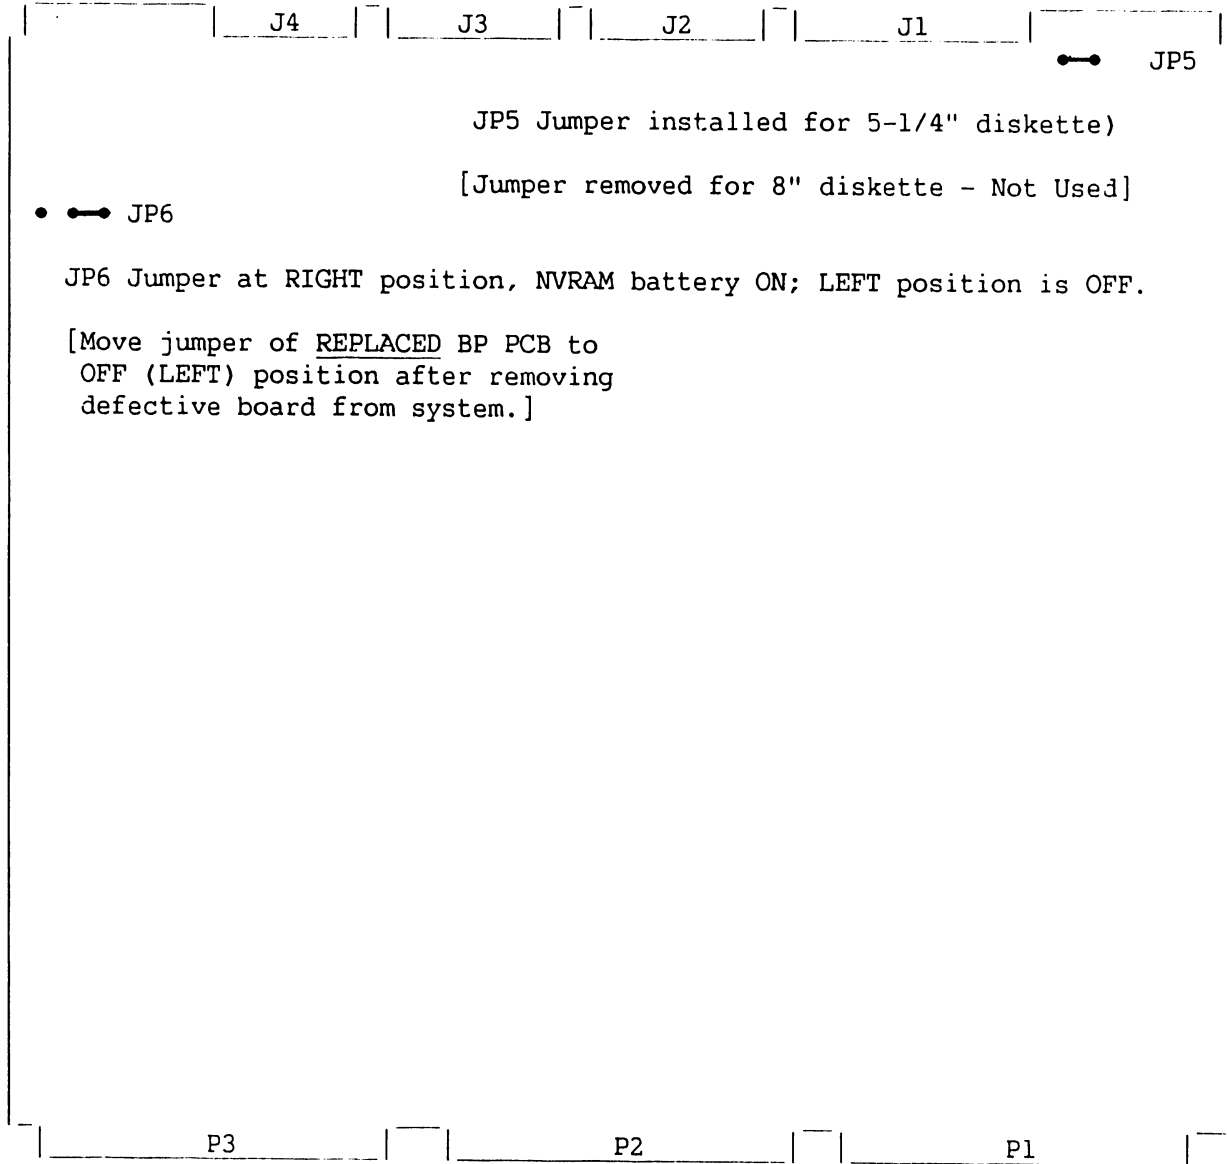 J4 J3 J2 J1
JP5
JP5 Jumper installed for 5-1/4" diskette)
[Jumper removed for 8" diskette - Not Used]
JP6
JP6 Jumper at RIGHT position, NVRAM battery ON; LEFT position is OFF.
[Move jumper of REPLACED BP PCB to
OFF (LEFT) position after removing
defective board from system.]
P3 P2 P1